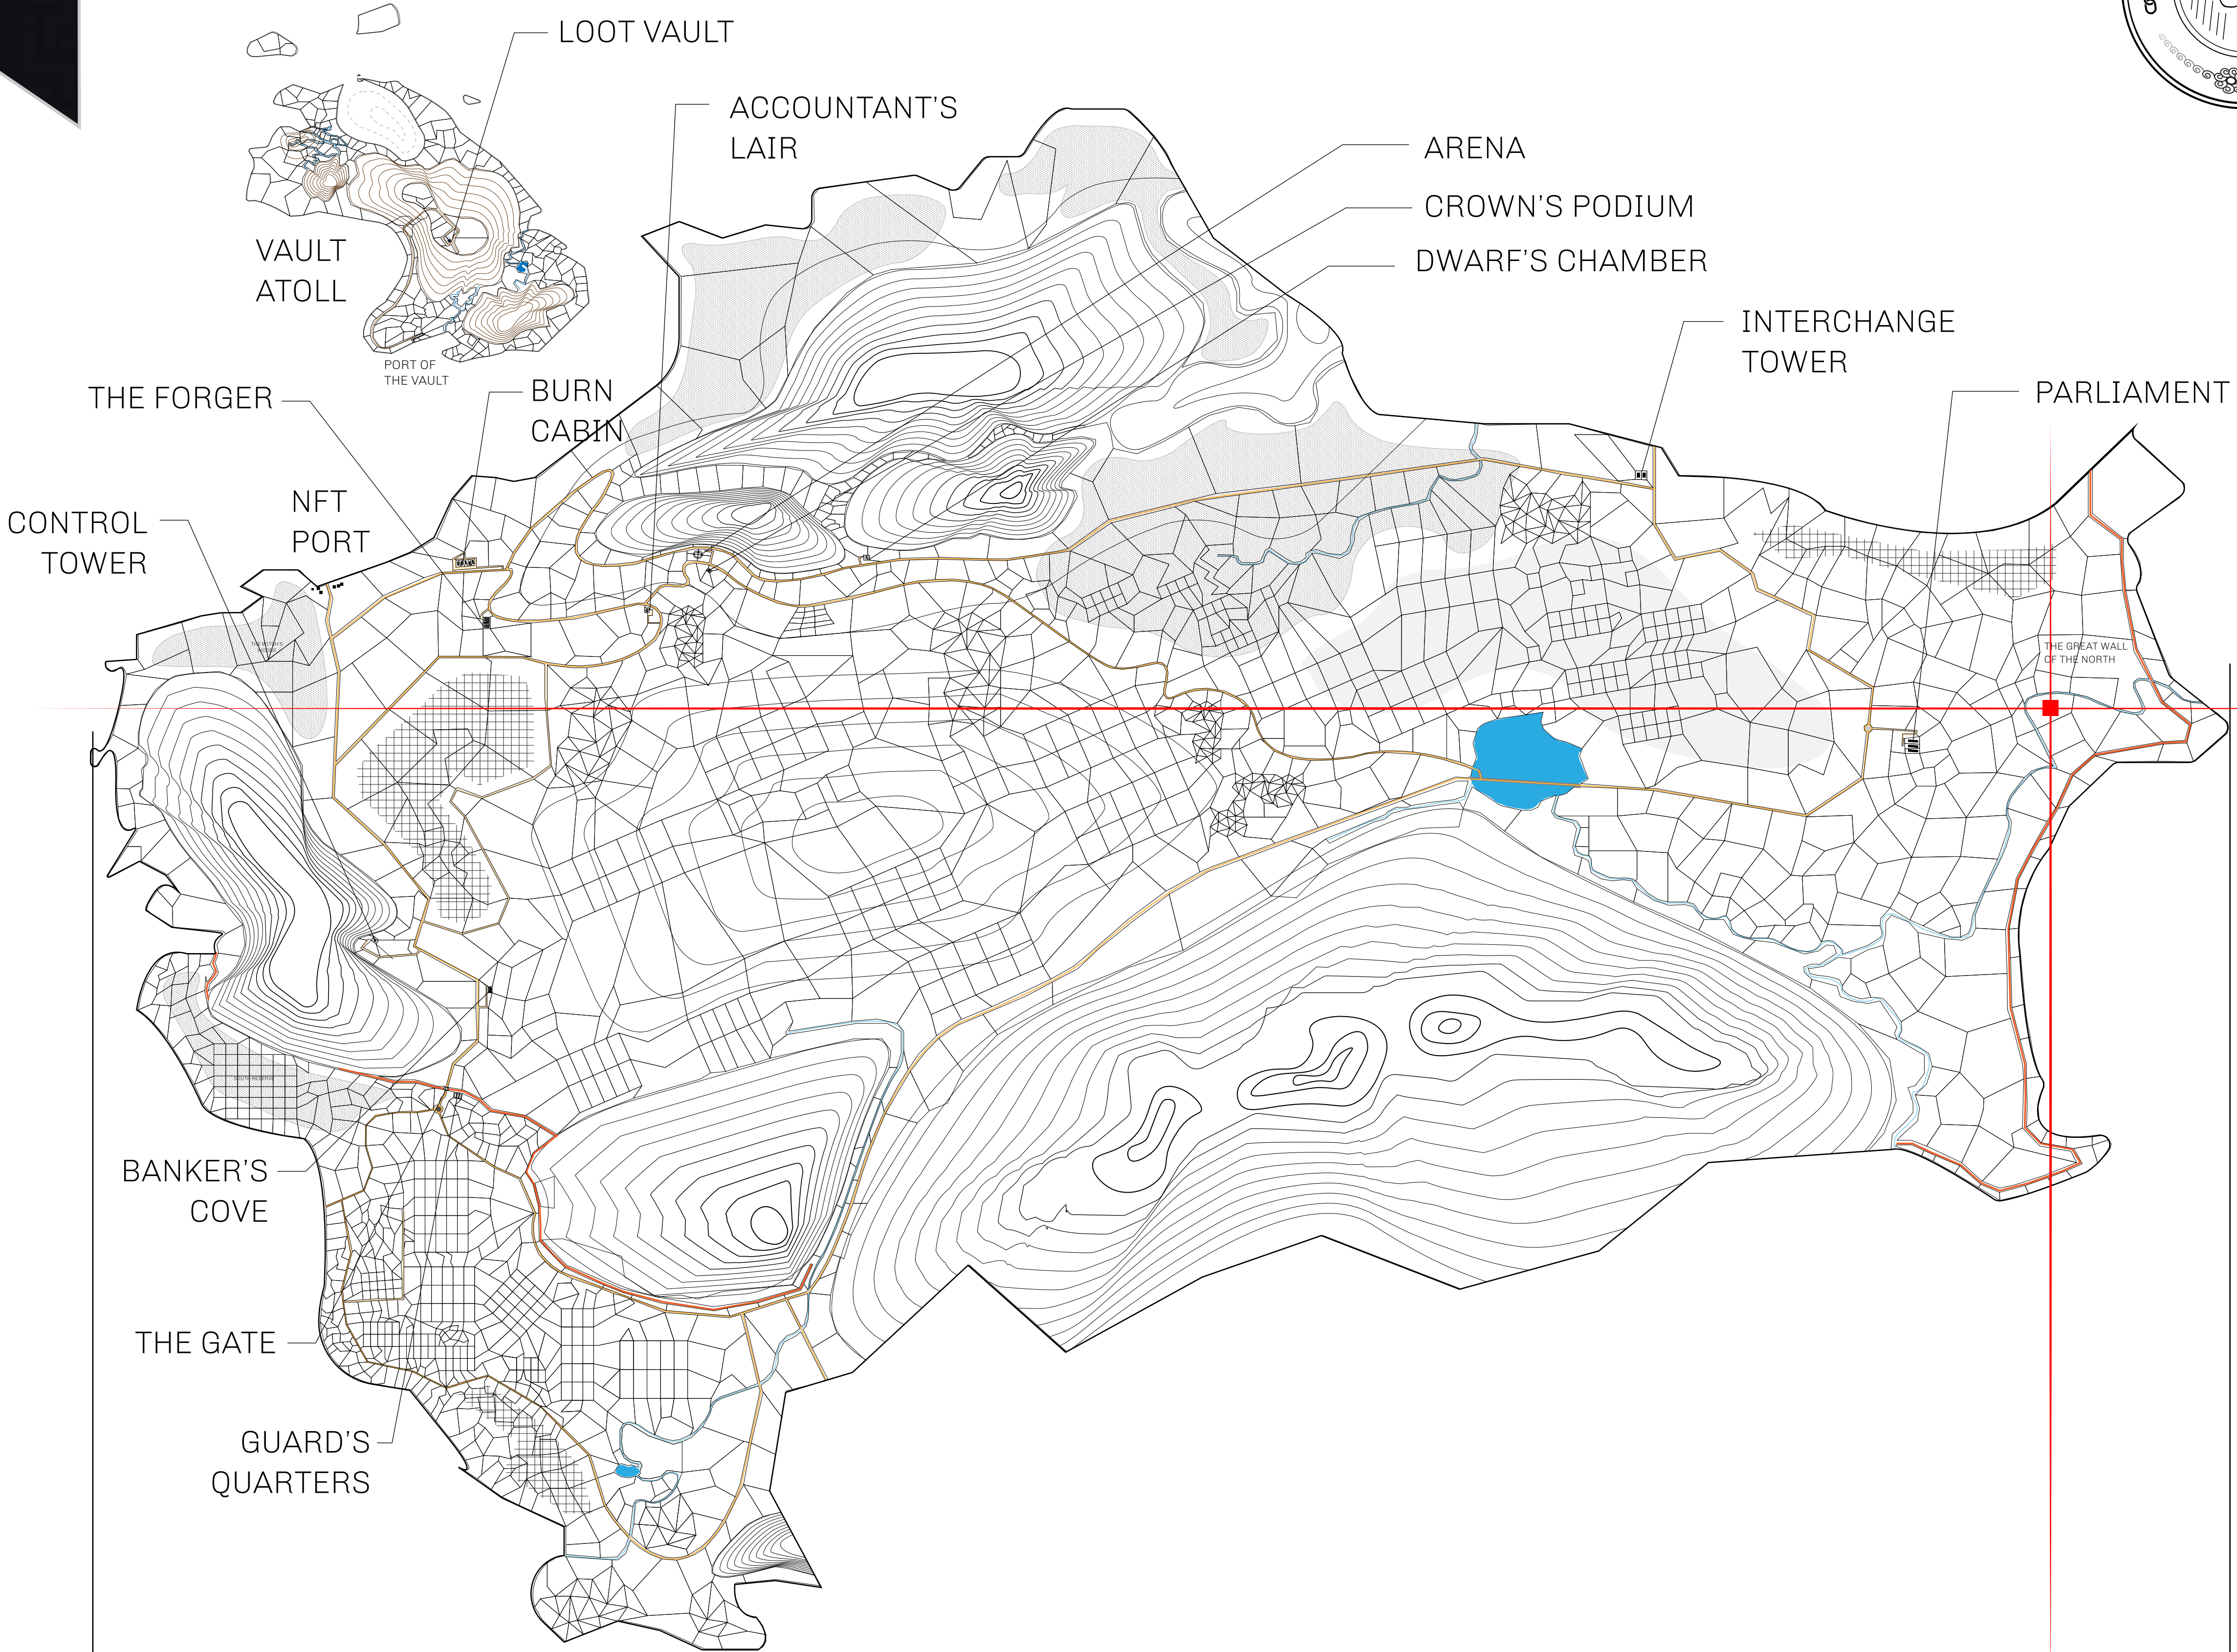 LOOT VAULT
ACCOUNTANT'S
LAIR
ARENA
CROWN'S PODIUM
DWARF'S CHAMBER
VAULT
ATOLL
INTERCHANGE
TOWER
PORT OF
THE VAULT
THE FORGER
BURN
CABIN
PARLIAMENT
NFT
PORT
CONTROL
TOWER
THE GREAT WALL
OF THE NORTH
SOUTH RESERVE
BANKER'S
COVE
THE GATE
GUARD'S
QUARTERS